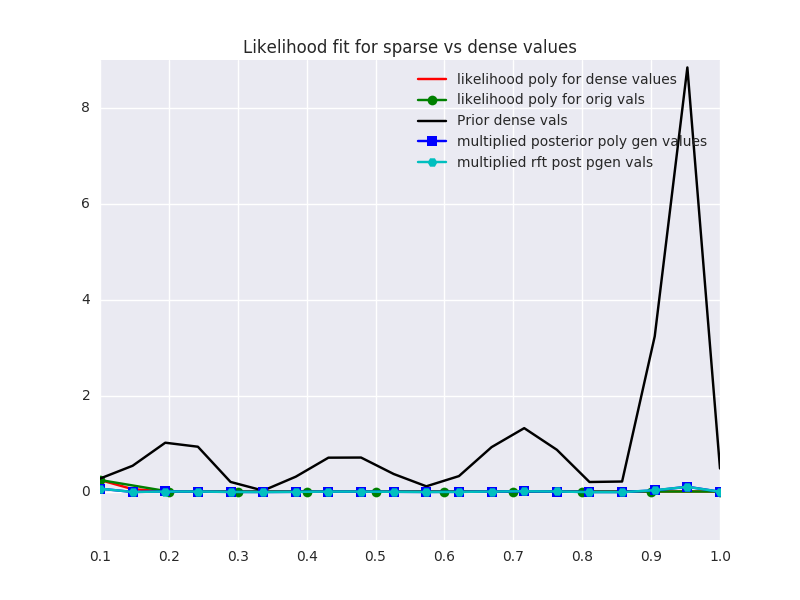 Likelihood fit for sparse vs dense values
likelihood poly for dense values
likelihood poly for orig vals
Prior dense vals
multiplied posterior poly gen values
multiplied rft post pgen vals
8
6
4
2
0
0.1 0.2 0.3 0.4 0.5 0.6 0.7 0.8 0.9 1.0